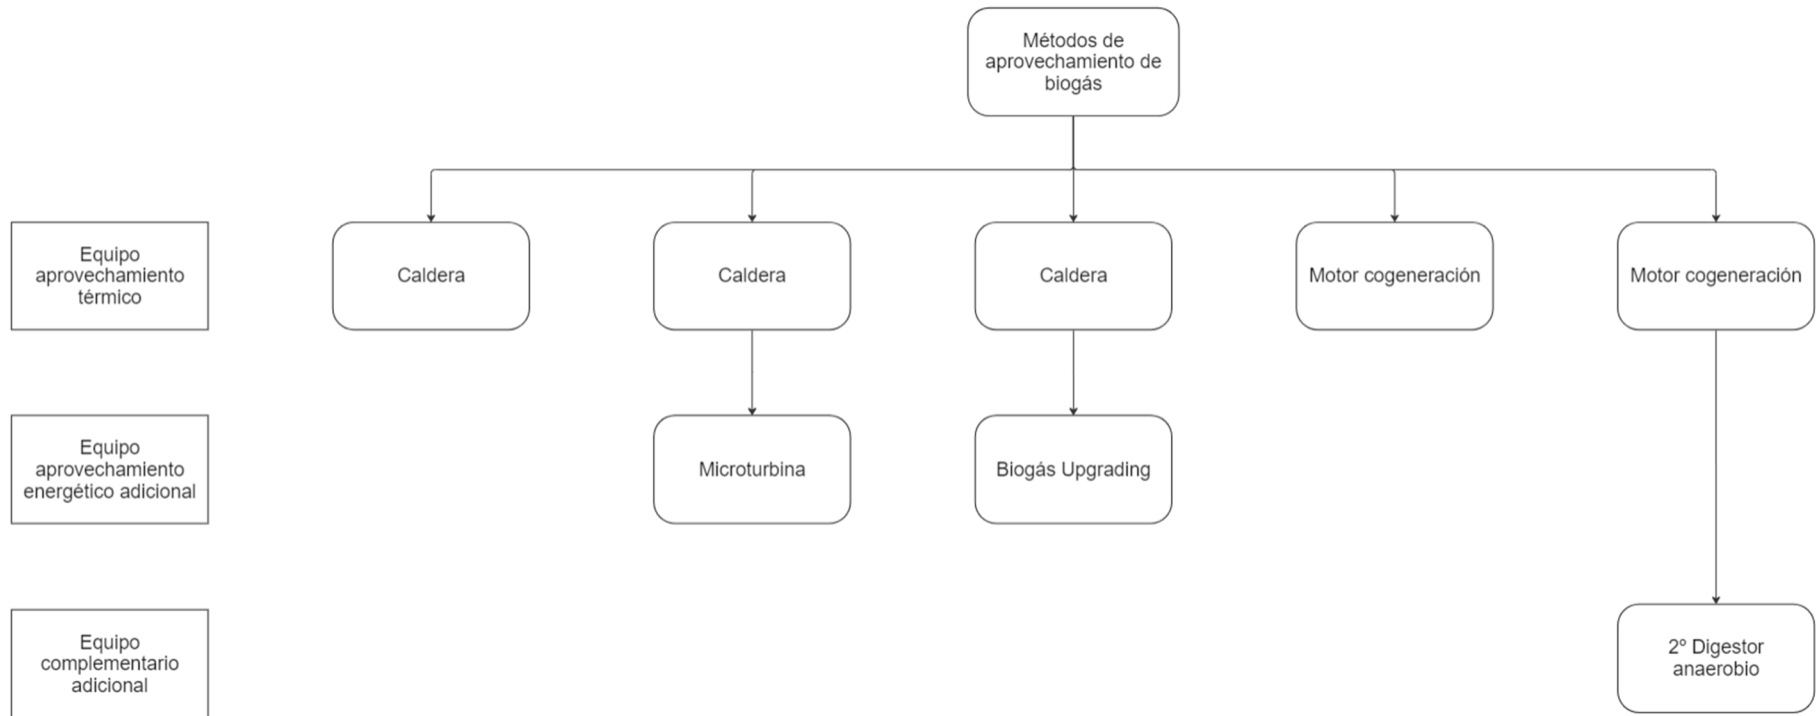 Métodos de
aprovechamiento de
biogás
Equipo
aprovechamiento
térmico
Caldera
Caldera
Caldera
Motor cogeneración
Motor cogeneración
Equipo
aprovechamiento
energético adicional
Microturbina
Biogás Upgrading
Equipo
complementario
adicional
2º Digestor
anaerobio